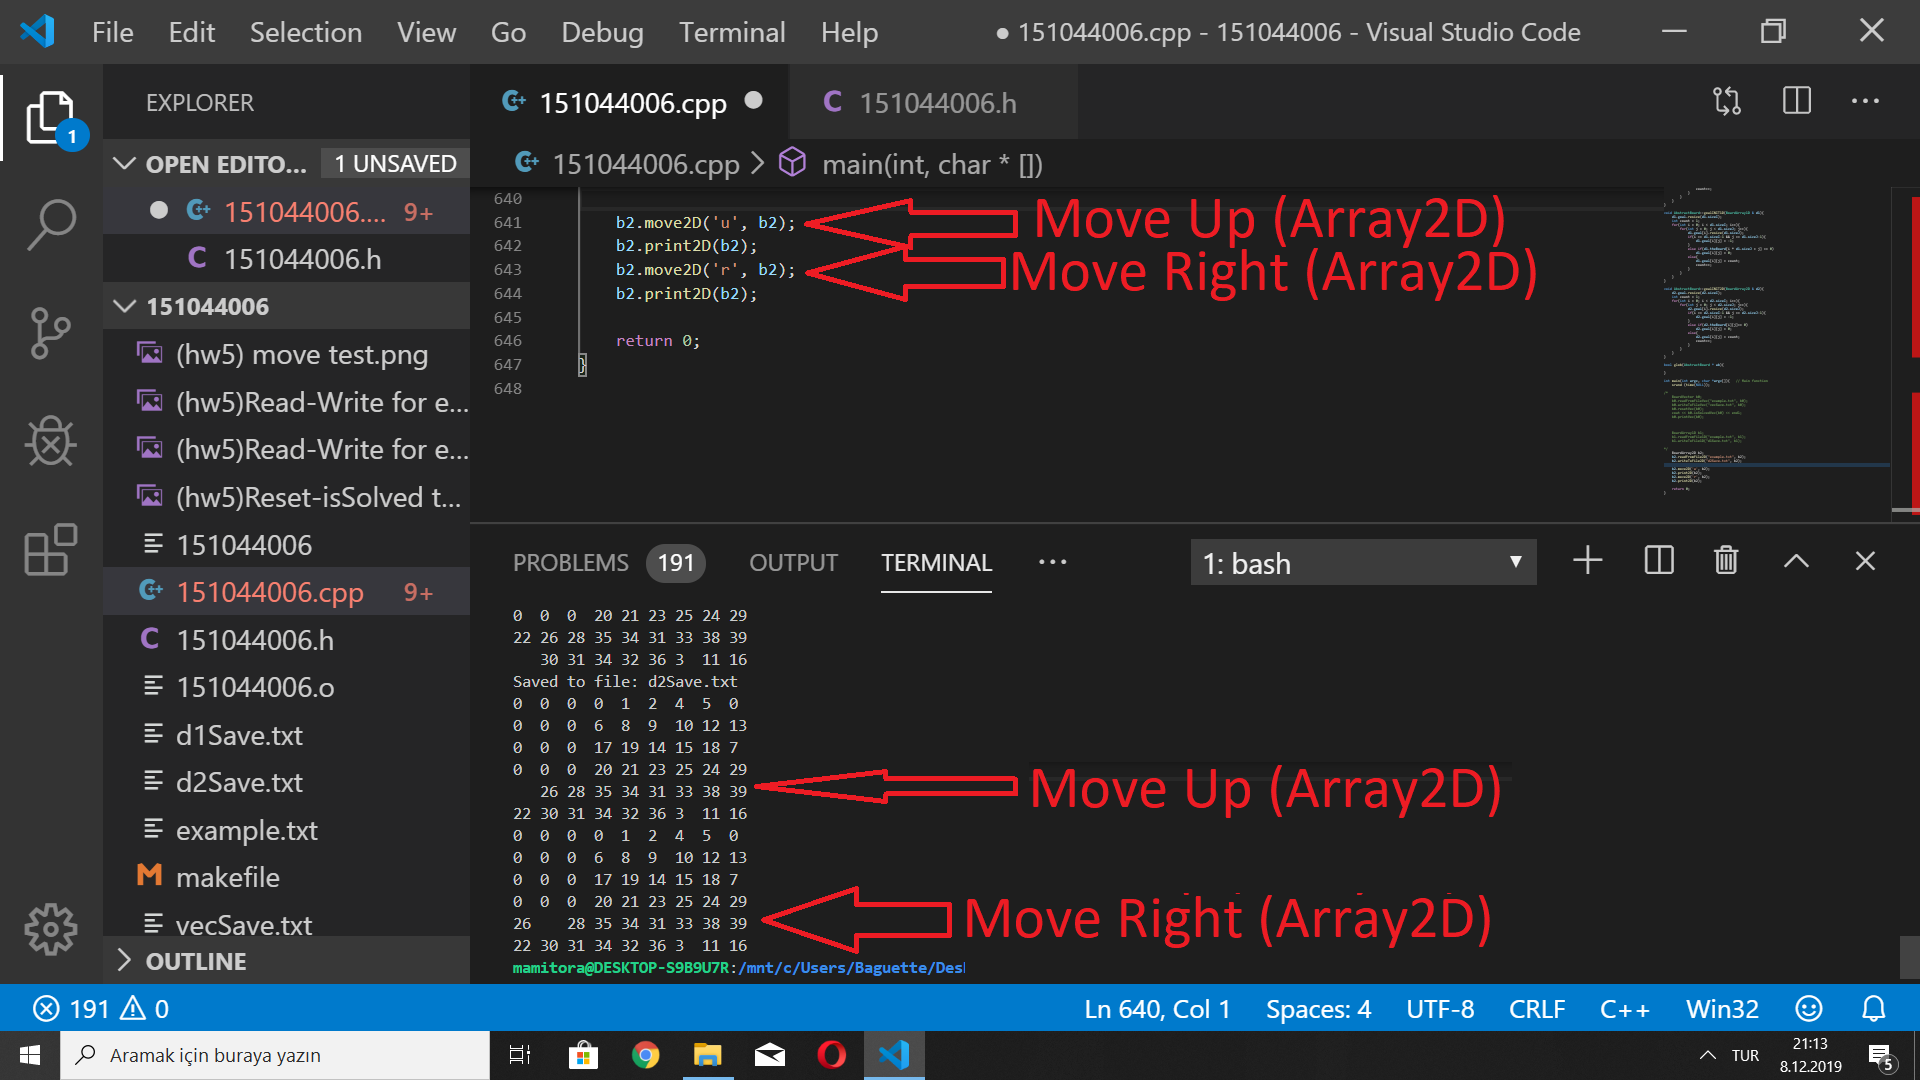 File Edit Selection View Go Debug Terminal Help
● 151044006.cpp - 151044006 - Visual Studio Code
EXPLORER
1
OPEN EDITO... 1 UNSAVED
151044006.... 9+
151044006.h
151044006
(hw5) move test.png
(hw5)Read-Write for e...
(hw5)Read-Write for e...
(hw5)Reset-isSolved t...
151044006
151044006.cpp 9+
151044006.h
151044006.o
d1Save.txt
d2Save.txt
example.txt
makefile
vecSave.txt
OUTLINE
151044006.cpp ● 151044006.h
151044006.cpp > main(int, char * [])
640
641 b2.move2D('u', b2); Move Up (Array2D)
642 b2.print2D(b2);
643 b2.move2D('r', b2); Move Right (Array2D)
644 b2.print2D(b2);
645
646 return 0;
647 }
648
PROBLEMS 191 OUTPUT TERMINAL ... 1: bash
0 0 0 20 21 23 25 24 29
22 26 28 35 34 31 33 38 39
30 31 34 32 36 3 11 16
Saved to file: d2Save.txt
0 0 0 0 1 2 4 5 0
0 0 0 6 8 9 10 12 13
0 0 0 17 19 14 15 18 7
0 0 0 20 21 23 25 24 29
26 28 35 34 31 33 38 39 Move Up (Array2D)
22 30 31 34 32 36 3 11 16
0 0 0 0 1 2 4 5 0
0 0 0 6 8 9 10 12 13
0 0 0 17 19 14 15 18 7
0 0 0 20 21 23 25 24 29
26 28 35 34 31 33 38 39 Move Right (Array2D)
22 30 31 34 32 36 3 11 16
mamitora@DESKTOP-S9B9U7R:/mnt/c/Users/Baguette/Des
191 0 Ln 640, Col 1 Spaces: 4 UTF-8 CRLF C++ Win32
Aramak için buraya yazın
TUR
21:13
8.12.2019
5